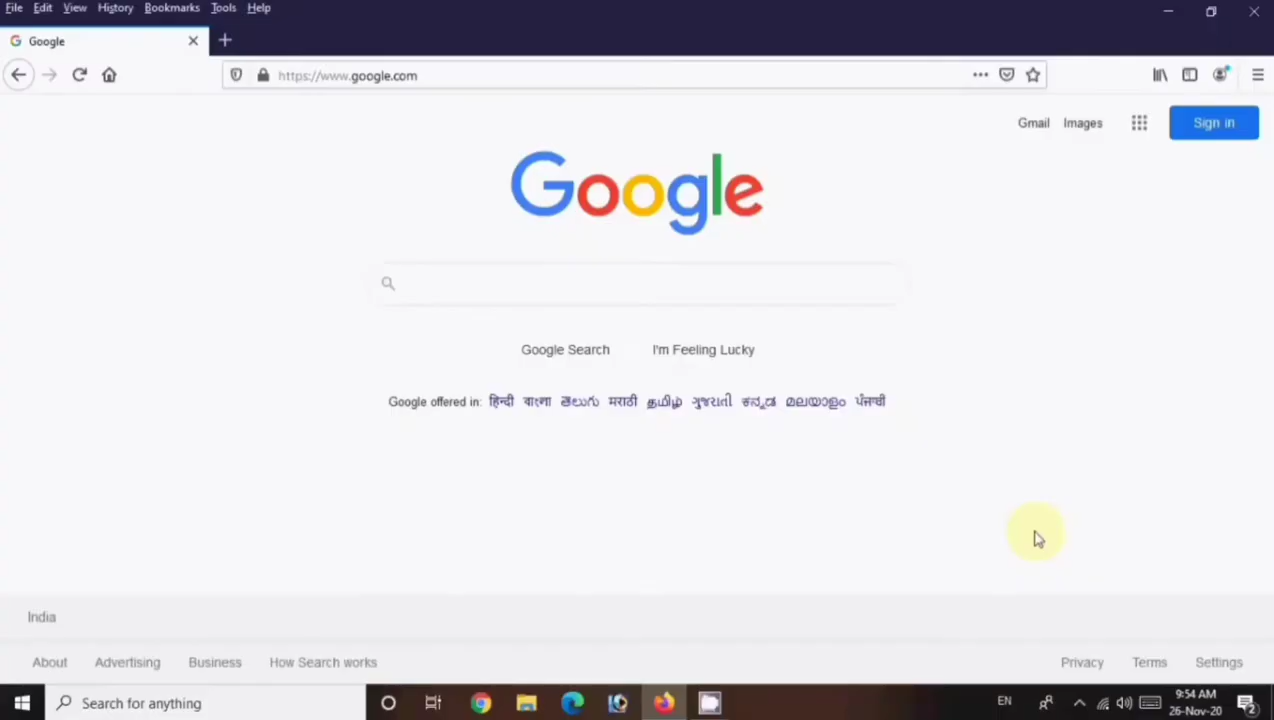 File Edit View History Bookmarks Tools Help
Google
https://www.google.com
Gmail Images Sign in
Google
Google Search I'm Feeling Lucky
Google offered in: हिन्दी বাংলা తెలుగు मराठी தமிழ் ગુજરાતી ಕನ್ನಡ മലയാളം ਪੰਜਾਬੀ
India
About Advertising Business How Search works Privacy Terms Settings
Search for anything EN 9:54 AM
26-Nov-20 2